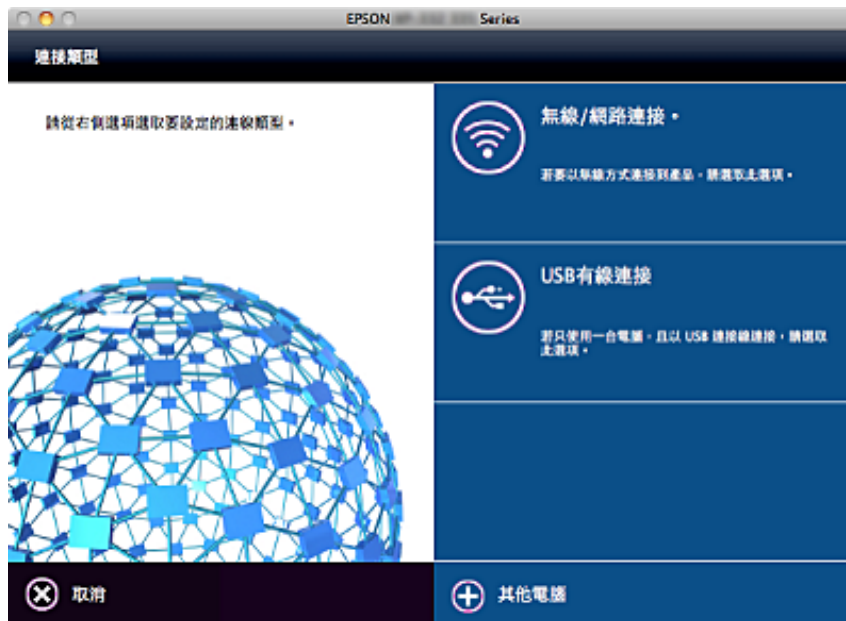 EPSON Series
連接類型
請從右側選項選取要設定的連線類型。
無線/網路連接。
若要以無線方式連接到產品，請選取此選項。
USB有線連接
若只使用一台電腦，且以 USB 連接線連接，請選取
此選項。
取消
其他電腦